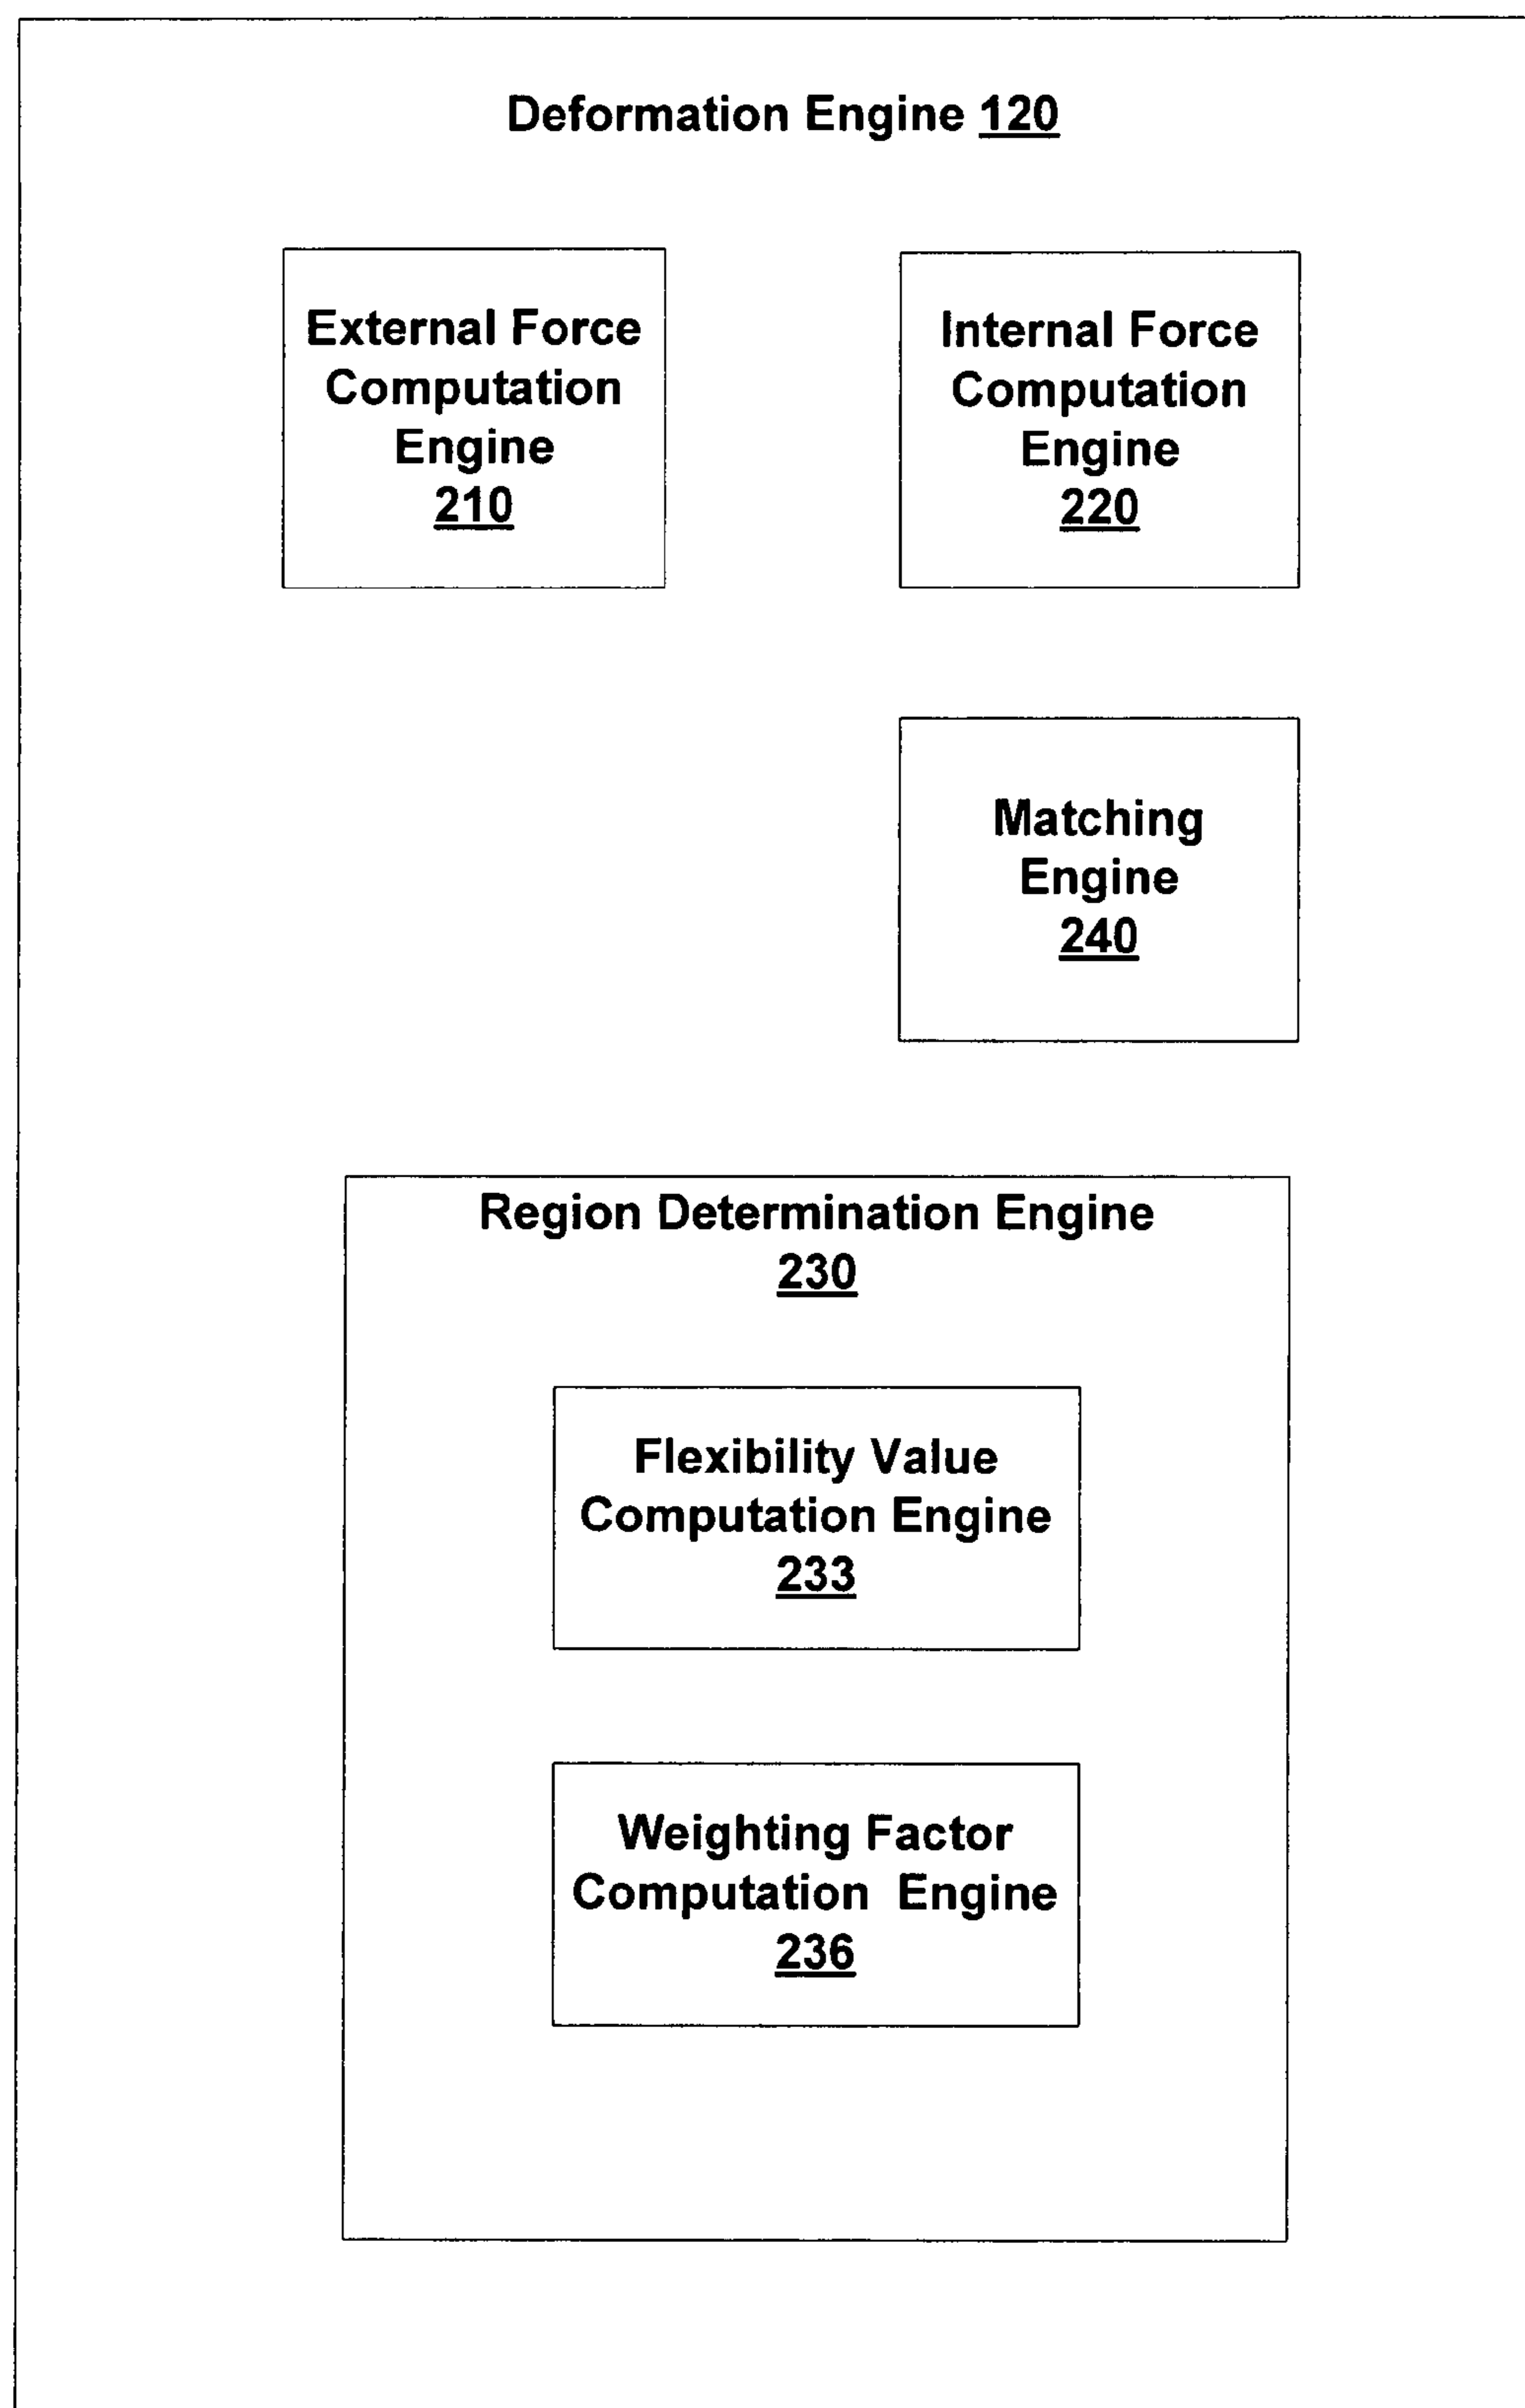 Deformation Engine 120
External Force
Computation
Engine
210
Internal Force
Computation
Engine
220
Matching
Engine
240
Region Determination Engine
230
Flexibility Value
Computation Engine
233
Weighting Factor
Computation Engine
236